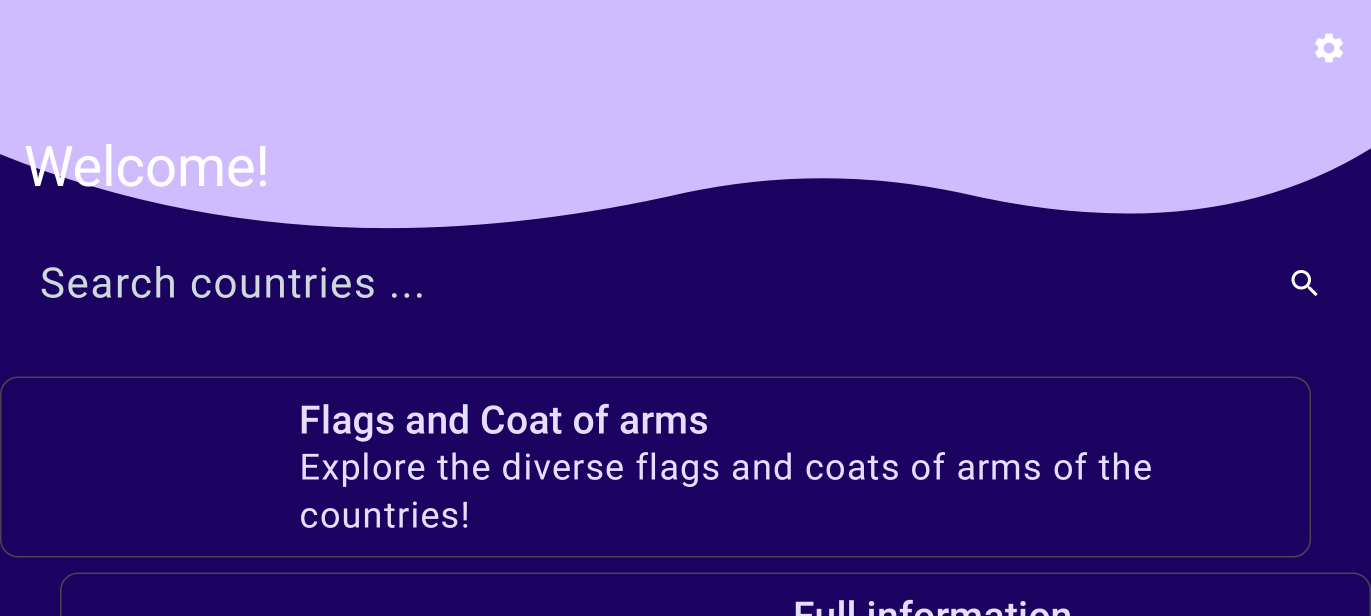 Welcome!
Search countries ...
Flags and Coat of arms
Explore the diverse flags and coats of arms of the
countries!
Full information